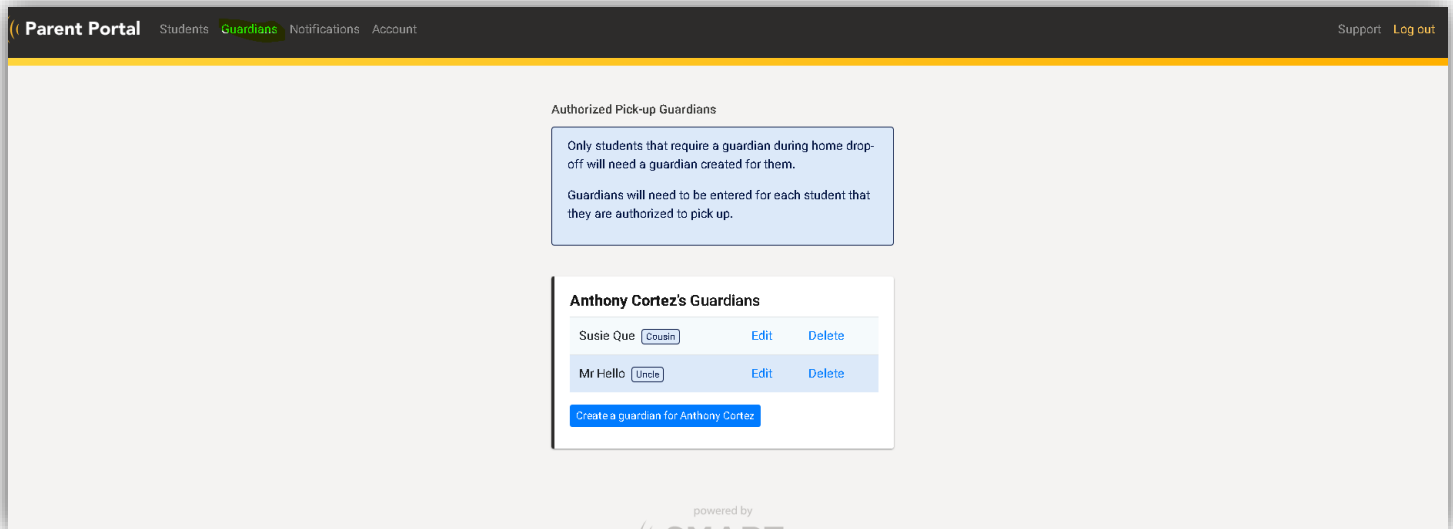 Parent Portal Students Guardians Notifications Account Support Log out
Authorized Pick-up Guardians
Only students that require a guardian during home drop-
off will need a guardian created for them.
Guardians will need to be entered for each student that
they are authorized to pick up.
Anthony Cortez's Guardians
Susie Que Cousin Edit Delete
Mr Hello Uncle Edit Delete
Create a guardian for Anthony Cortez
powered by